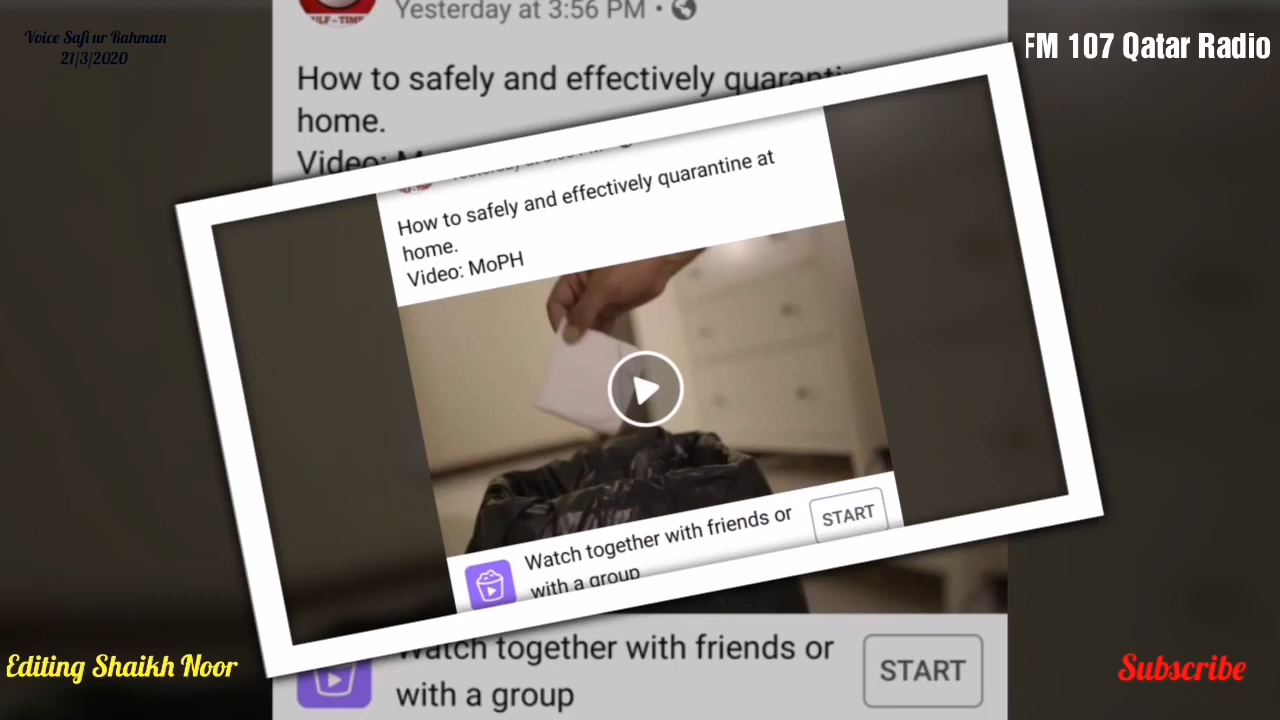 Voice Safi ur Rahman
21/3/2020
FM 107 Qatar Radio
Yesterday at 3:56 PM
How to safely and effectively
home.
Video:
How to safely and effectively quarantine at
home.
Video: MoPH
Watch together with friends or
with a group
START
Watch together with friends or
with a group
START
Editing Shaikh Noor
Subscribe